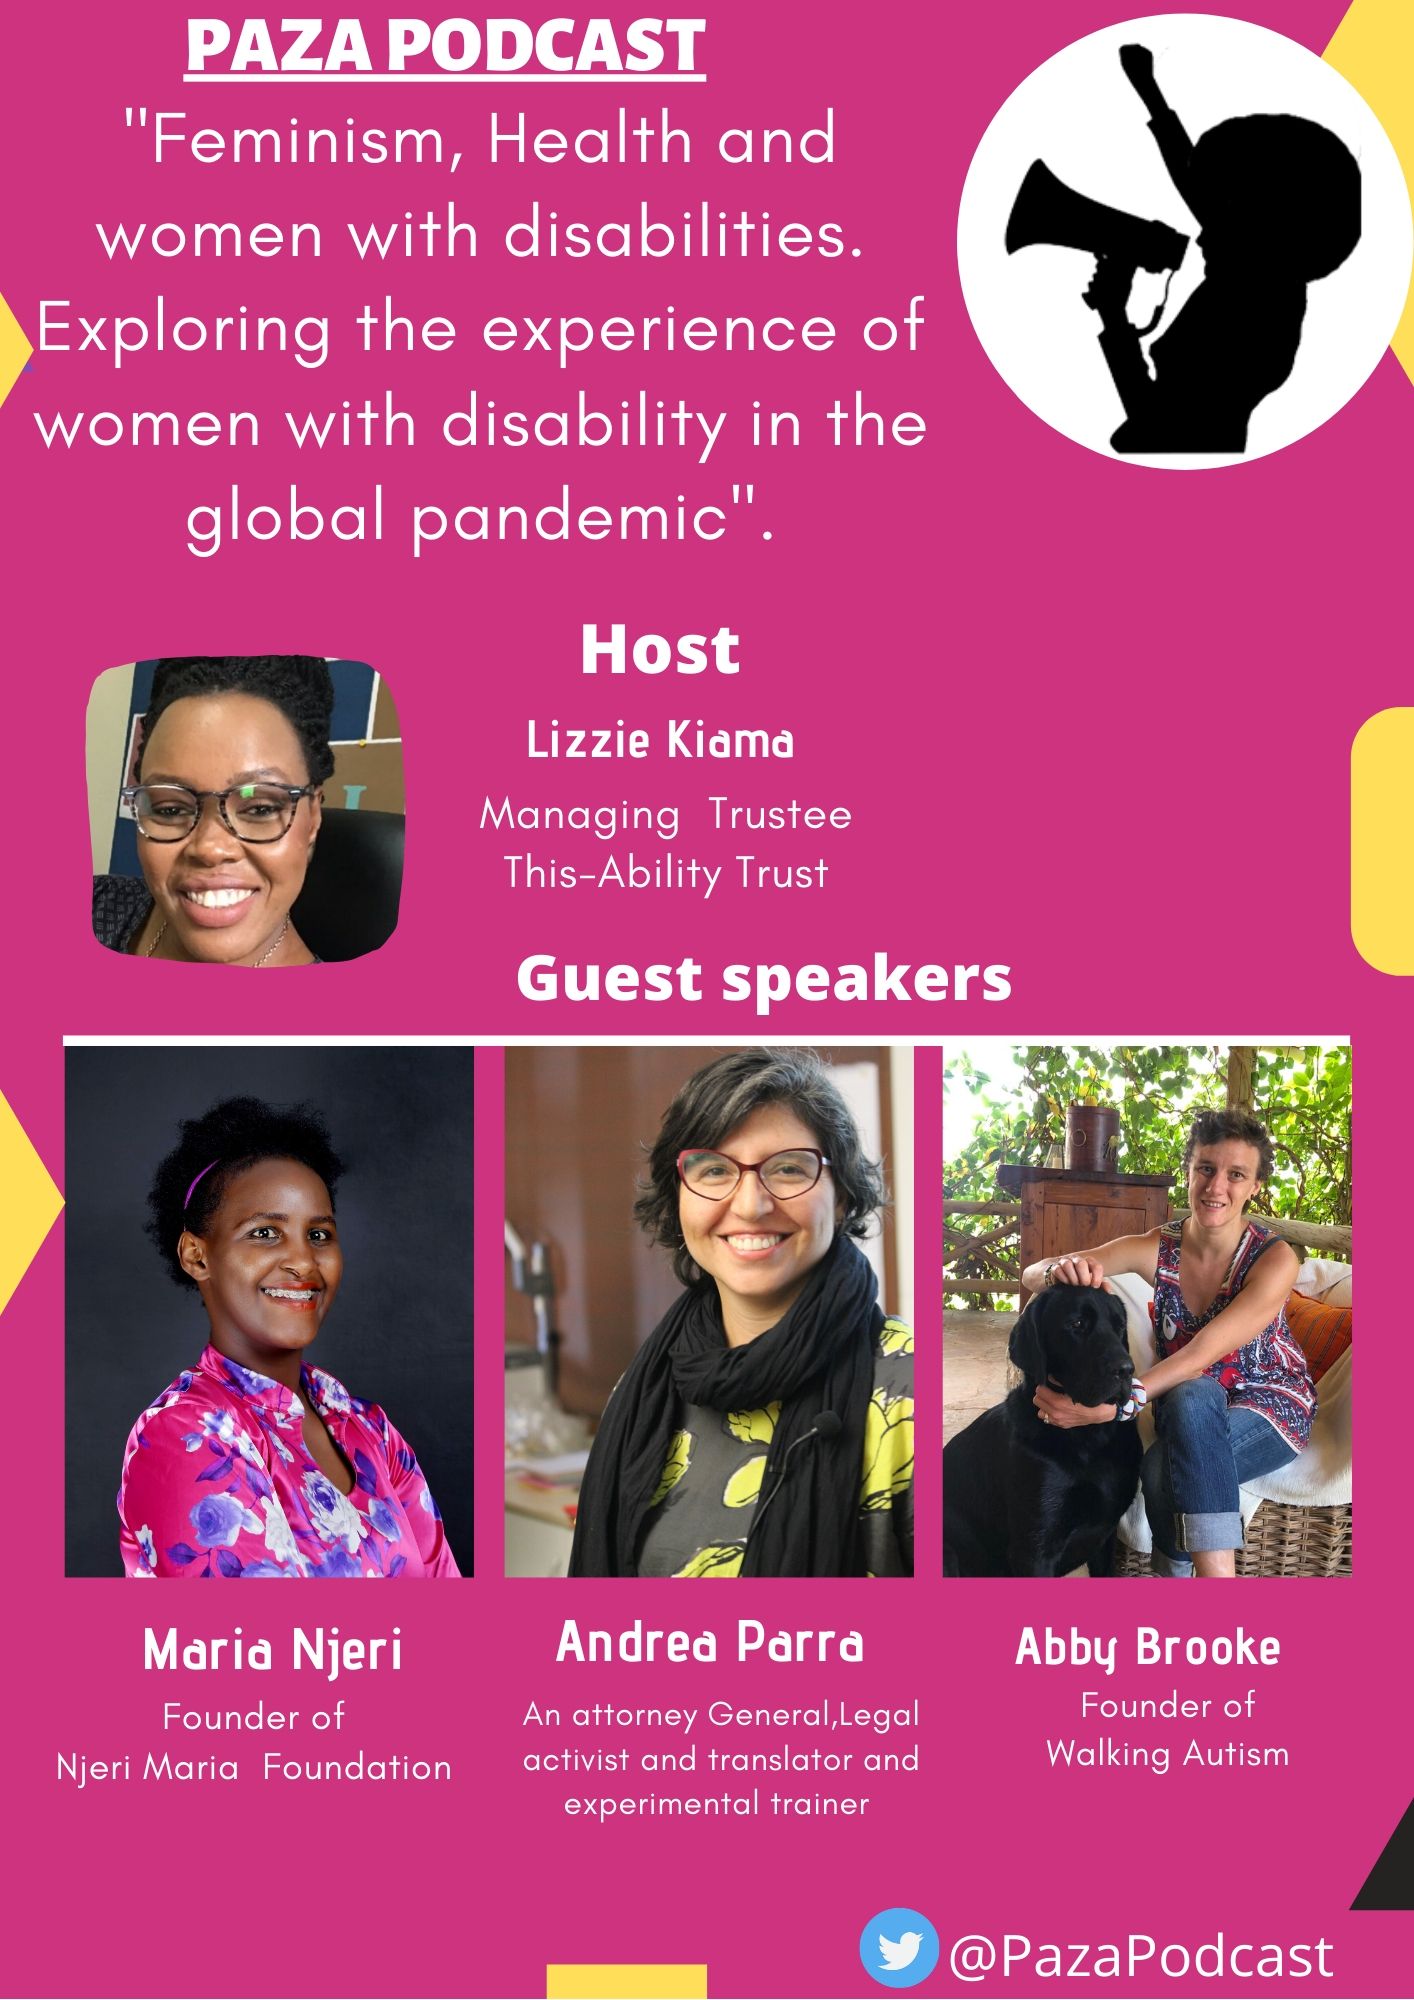 PAZA PODCAST
"Feminism, Health and
women with disabilities.
Exploring the experience of
women with disability in the
global pandemic".
Host
Lizzie Kiama
Managing Trustee
This-Ability Trust
Guest speakers
Maria Njeri
Founder of
Njeri Maria Foundation
Andrea Parra
An attorney General,Legal
activist and translator and
experimental trainer
Abby Brooke
Founder of
Walking Autism
@PazaPodcast